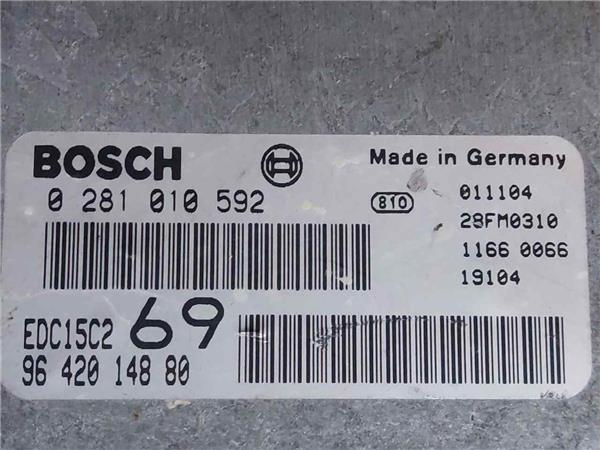 BOSCH
Made in Germany
0 281 010 592
810
011104
28FM0310
1166 0066
19104
EDC15C2
69
96 420 148 80